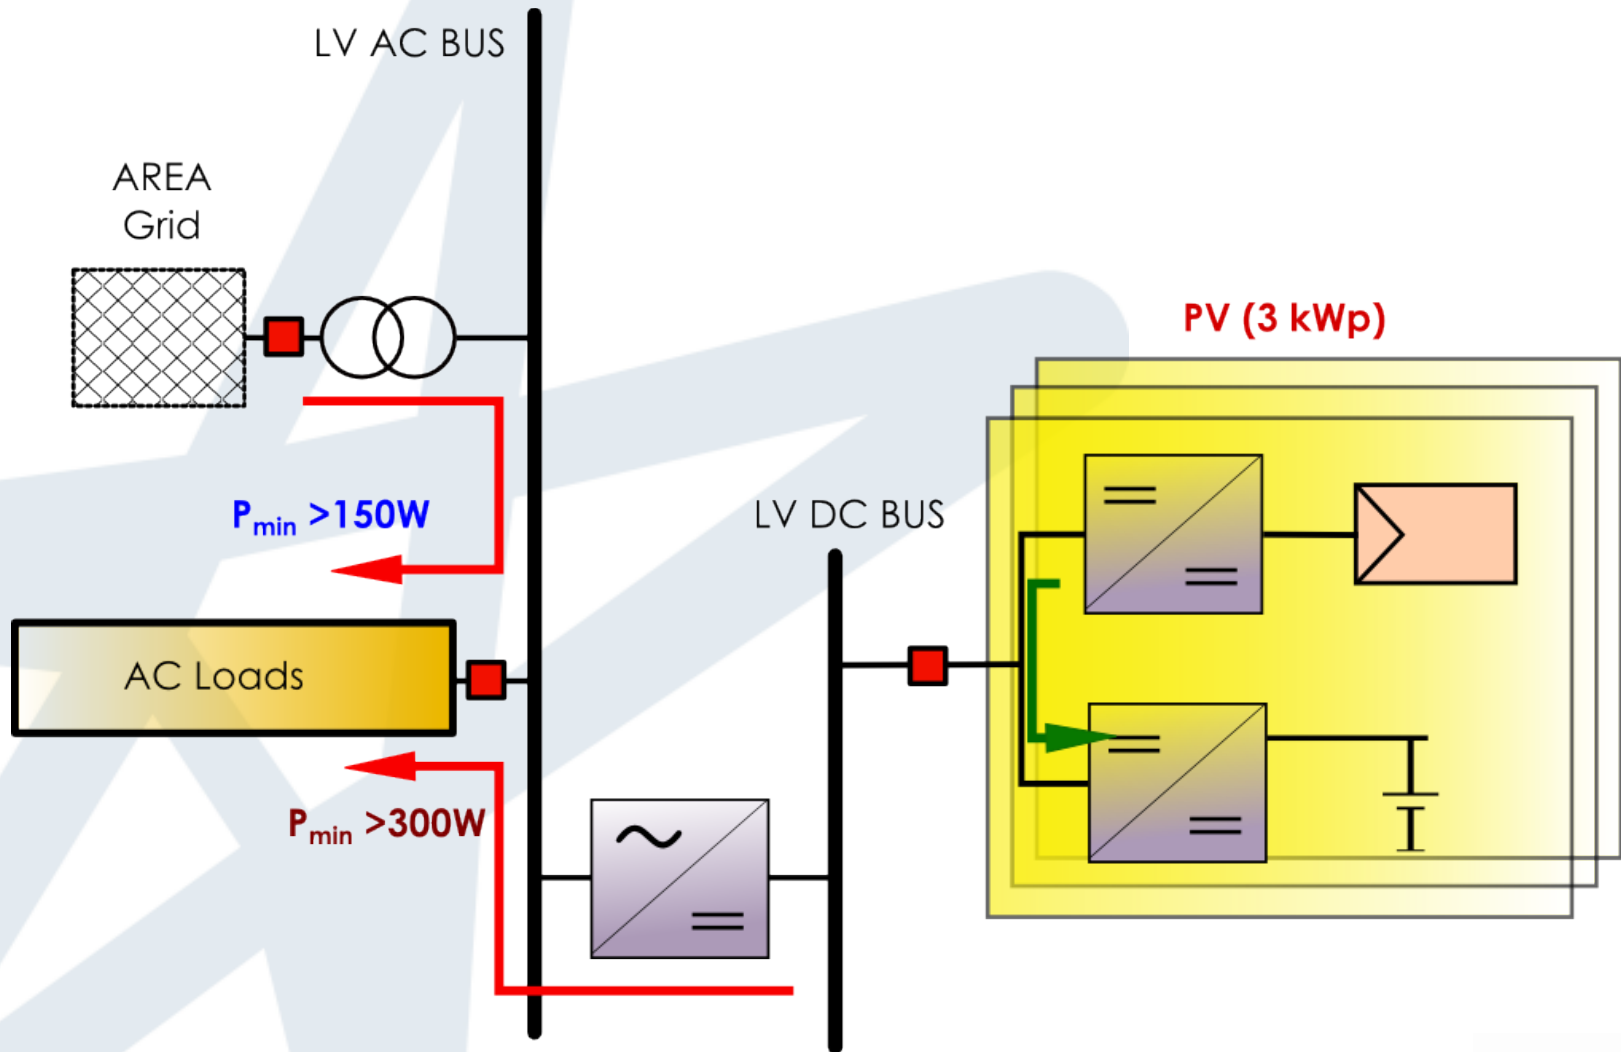 LV AC BUS
AREA
Grid
PV (3 kWp)
Pmin >150W
LV DC BUS
AC Loads
Pmin >300W